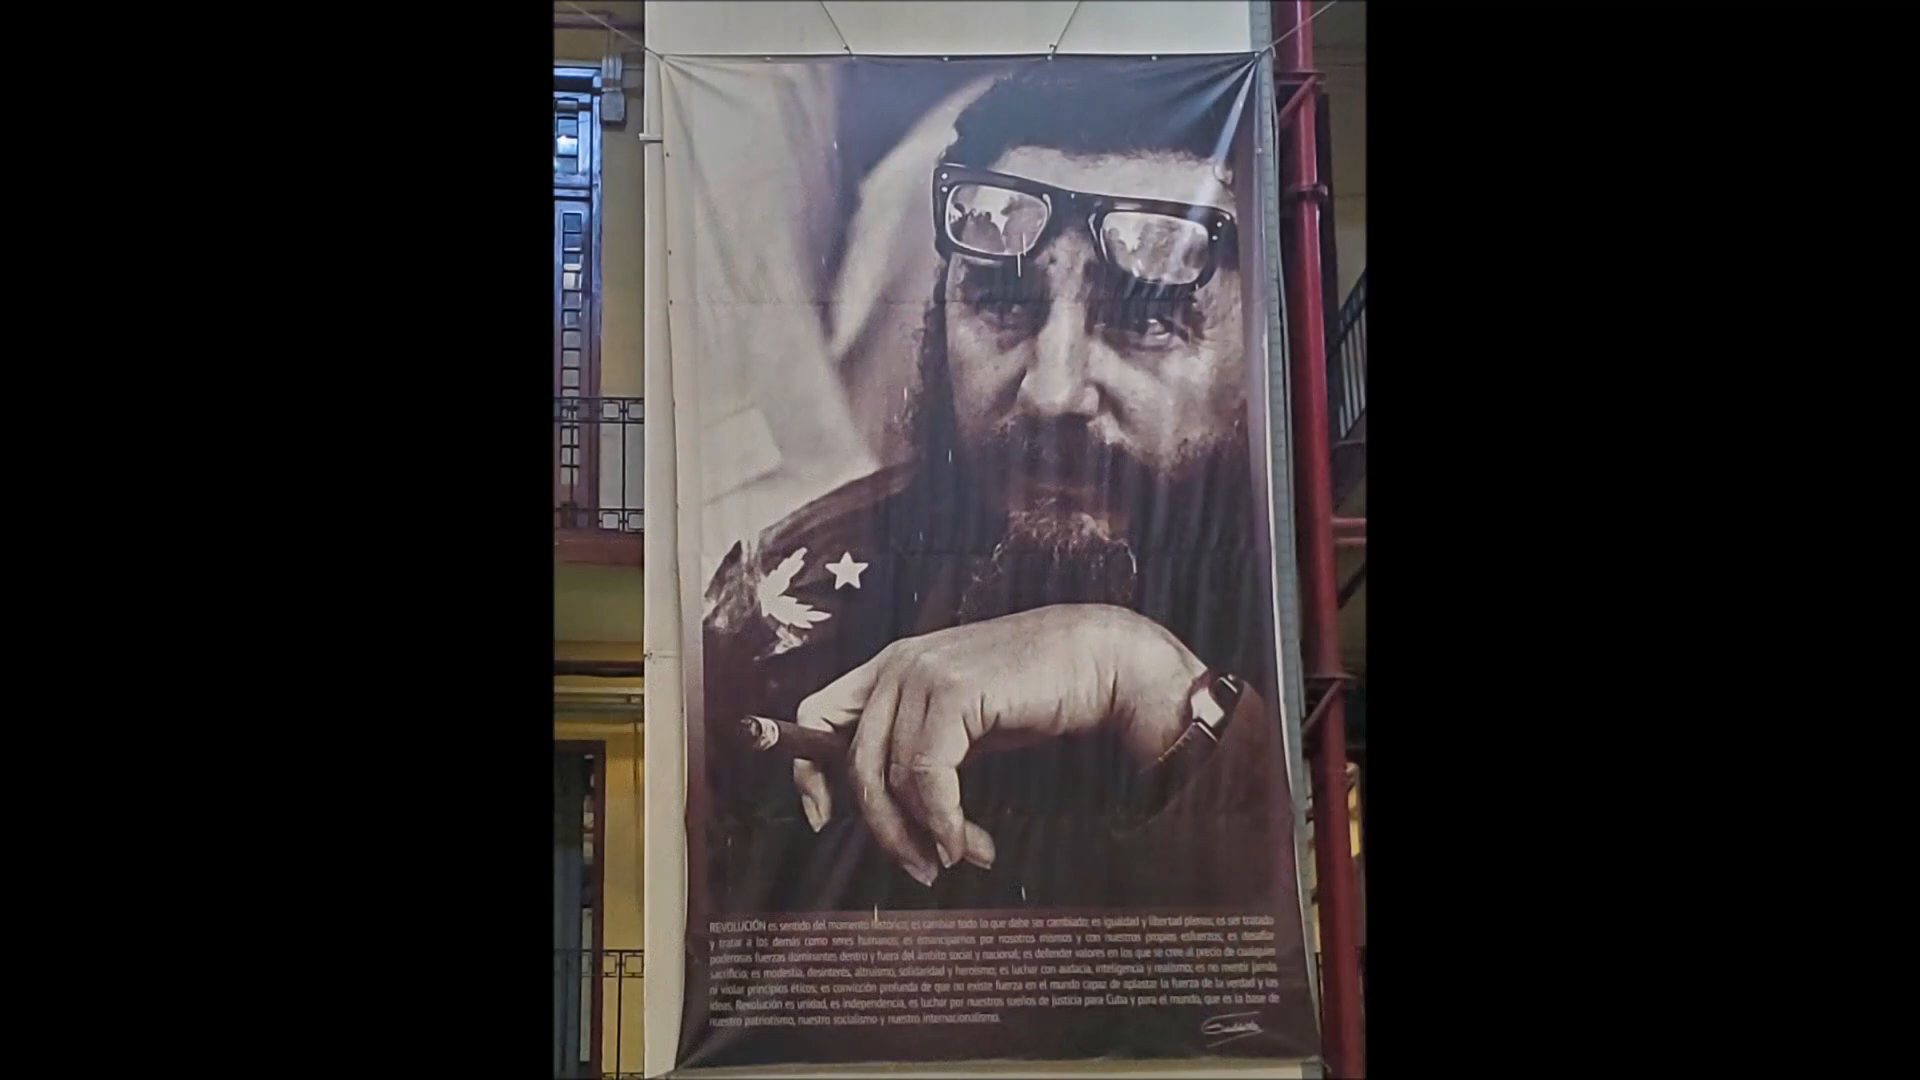 REVOLUCIÓN es sentido del momento histórico; es cambiar todo lo que debe ser cambiado; es igualdad y libertad plenas; es ser tratado
y tratar a los demás como seres humanos; es emanciparnos por nosotros mismos y con nuestros propios esfuerzos; es desafiar
poderosas fuerzas dominantes dentro y fuera del ámbito social y nacional; es defender valores en los que se cree al precio de cualquier
sacrificio; es modestia, desinterés, altruismo, solidaridad y heroísmo; es luchar con audacia, inteligencia y realismo; es no mentir jamás
ni violar principios éticos; es convicción profunda de que no existe fuerza en el mundo capaz de aplastar la fuerza de la verdad y las
ideas. Revolución es unidad, es independencia, es luchar por nuestros sueños de justicia para Cuba y para el mundo, que es la base de
nuestro patriotismo, nuestro socialismo y nuestro internacionalismo.